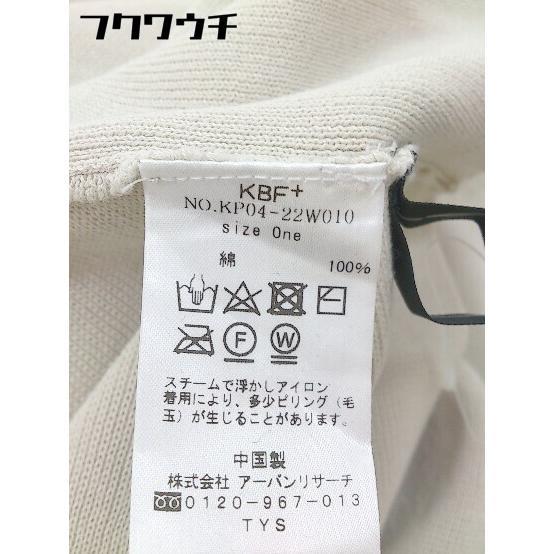 フクワウチ
KBF+
NO.KP04-22W010
size One
綿 100%
F W
スチームで浮かしアイロン
着用により、多少ピリング(毛
玉)が生じることがあります。
中国製
株式会社 アーバンリサーチ
0120-967-013
TYS